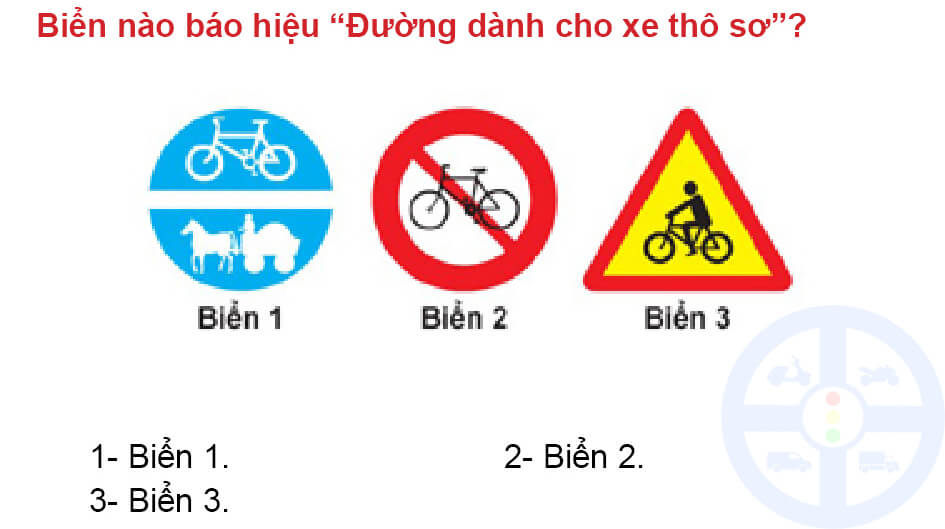 Biển nào báo hiệu “Đường dành cho xe thô sơ”?
Biển 1 Biển 2 Biển 3
1- Biển 1. 2- Biển 2.
3- Biển 3.